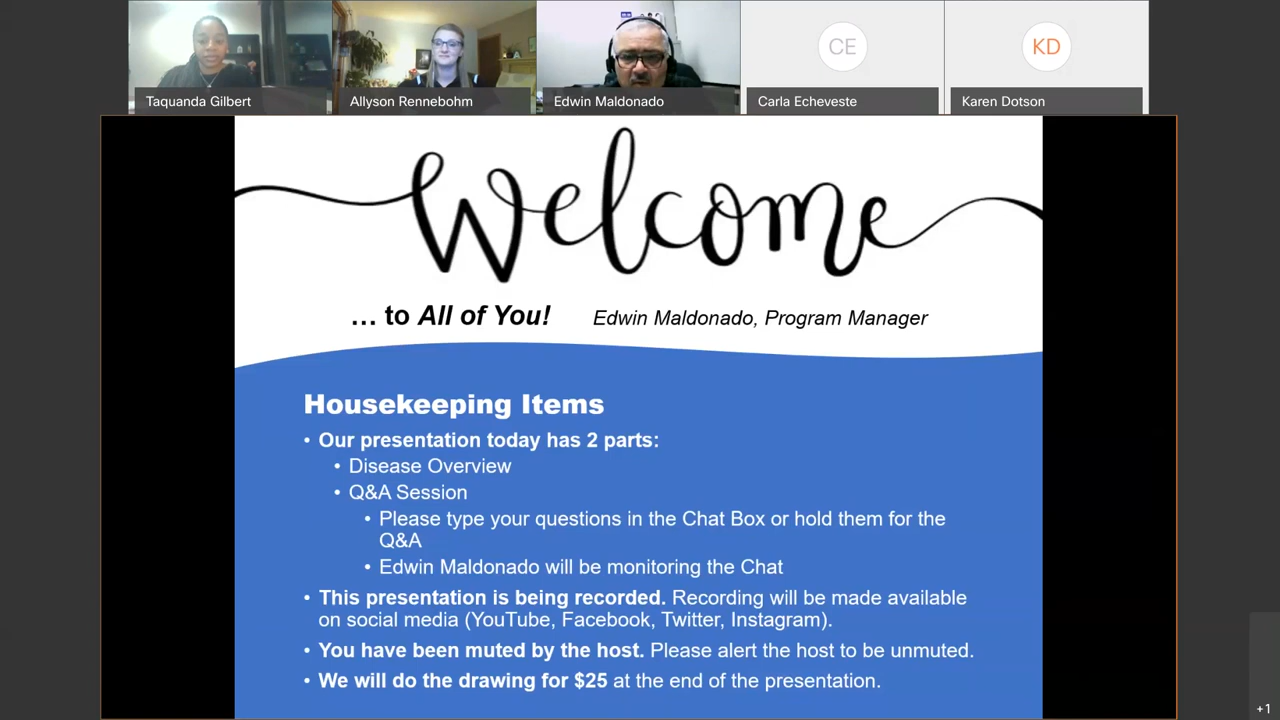 CE
KD
Taquanda Gilbert
Allyson Rennebohm
Edwin Maldonado
Carla Echeveste
Karen Dotson
Welcome
... to All of You!
Edwin Maldonado, Program Manager
Housekeeping Items
• Our presentation today has 2 parts:
• Disease Overview
• Q&A Session
• Please type your questions in the Chat Box or hold them for the
Q&A
• Edwin Maldonado will be monitoring the Chat
• This presentation is being recorded. Recording will be made available
on social media (YouTube, Facebook, Twitter, Instagram).
• You have been muted by the host. Please alert the host to be unmuted.
• We will do the drawing for $25 at the end of the presentation.
+1